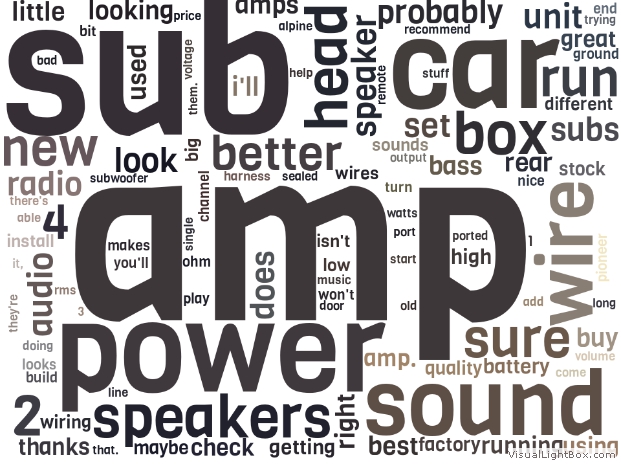 little
looking
price
amps
alpine
head
speaker
remote
probably
recommend
unit
end
trying
great
ground
bit
bad
sub
used
voltage
them.
i'll
help
car
stuff
run
different
new
look
big
better
set
box
subs
sounds
output
bass
rear
nice
stock
radio
subwoofer
channel
harness
sealed
wires
turn
there's
able
4
install
it,
they're
audio
rms
3
amp
makes
you'll
single
ohm
play
does
isn't
low
music
won't
door
watts
port
start
old
ported
high
1
wire
pioneer
add
long
doing
looks
build
power
line
amp.
sure
quality
battery
buy
volume
come
sound
2
wiring
speakers.
right
thanks
that.
maybe
check
getting
best
factory
running
using
VisualLightBox.com